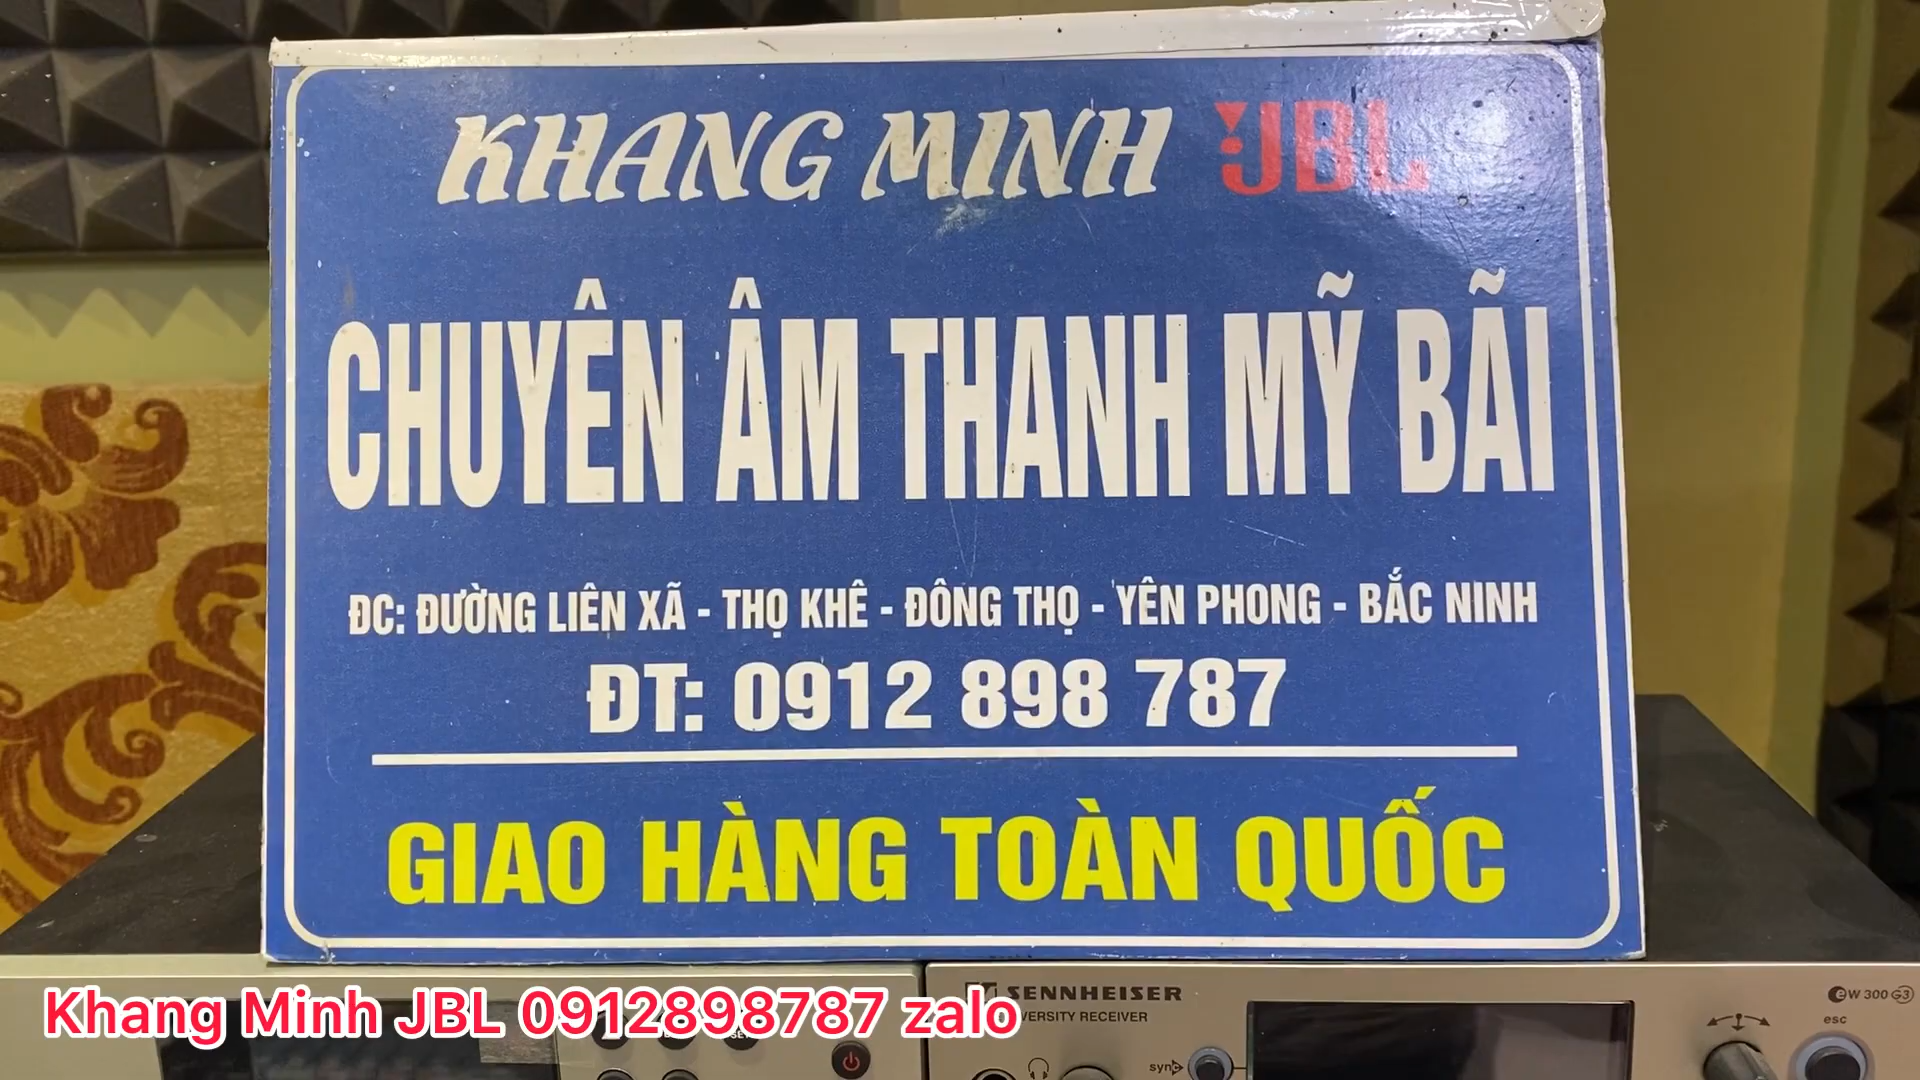 KHANG MINH JBL
CHUYÊN ÂM THANH MỸ BÃI
ĐC: ĐƯỜNG LIÊN XÃ - THỌ KHÊ - ĐÔNG THỌ - YÊN PHONG - BẮC NINH
ĐT: 0912 898 787
GIAO HÀNG TOÀN QUỐC
Khang Minh JBL 0912898787 zalo
SENNHEISER
VERSITY RECEIVER
ew 300 G3
esc
sync